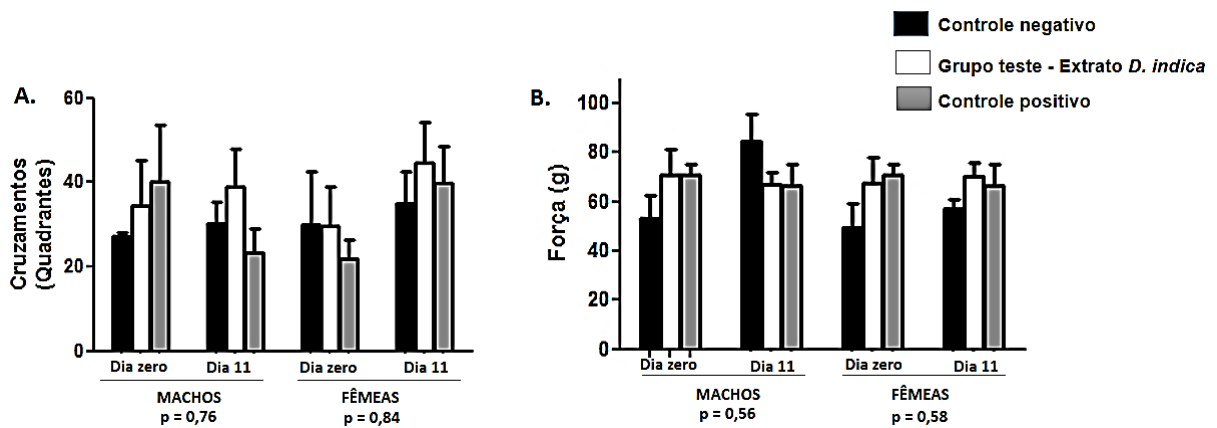 Controle negativo
Grupo teste - Extrato D. indica
Controle positivo
A.
Cruzamentos
(Quadrantes)
60
40
20
0
Dia zero
Dia 11
Dia zero
Dia 11
MACHOS
p = 0,76
FÊMEAS
p = 0,84
B.
Força (g)
100
80
60
40
20
0
Dia zero
Dia 11
Dia zero
Dia 11
MACHOS
p = 0,56
FÊMEAS
p = 0,58